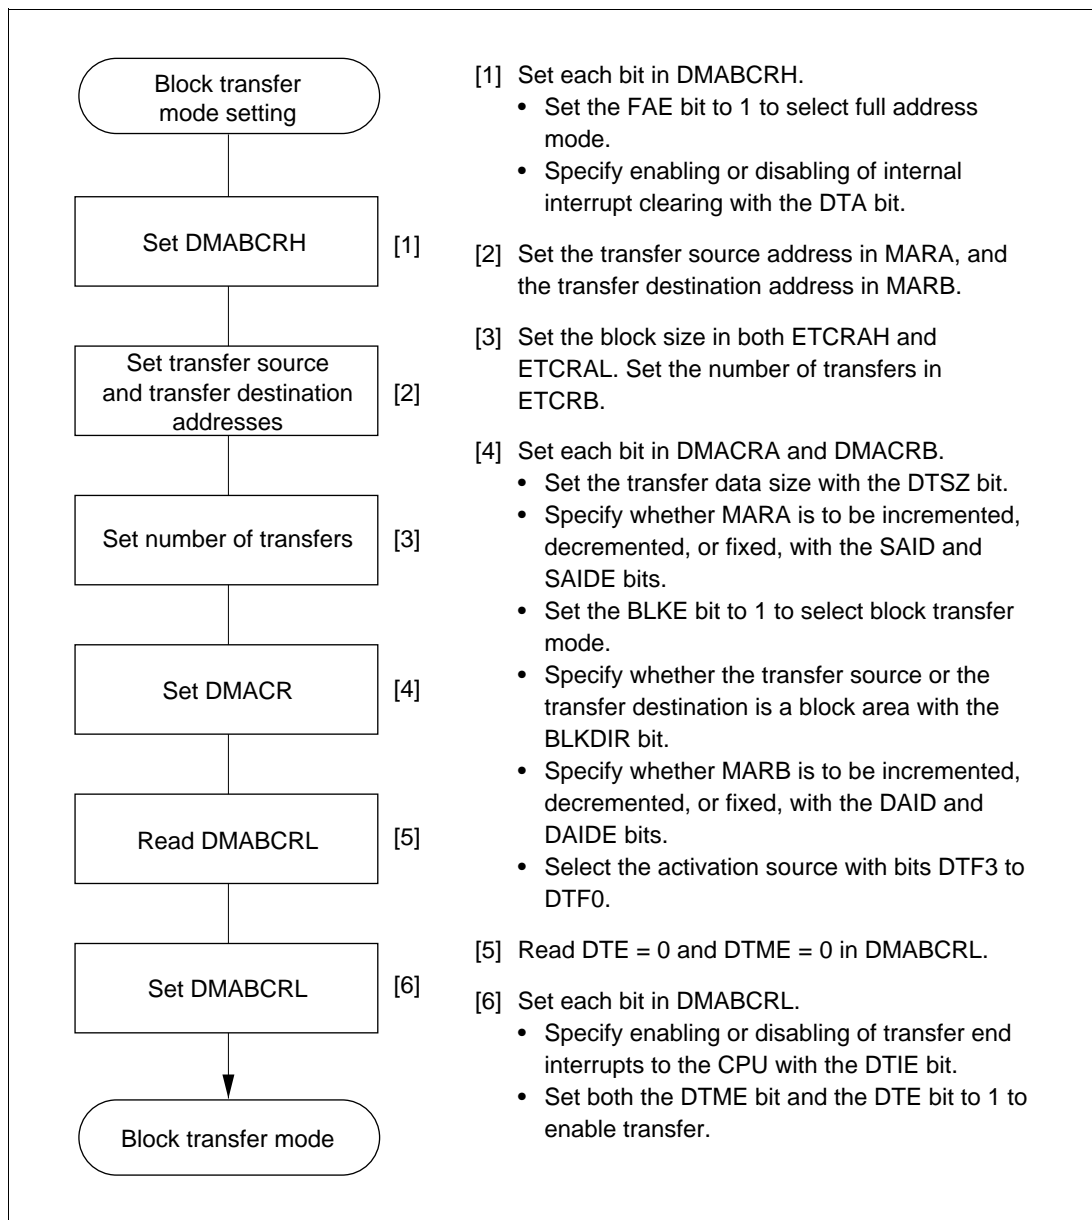 Block transfer
mode setting
Set DMABCRH
[1]
Set transfer source
and transfer destination
addresses
[2]
Set number of transfers
[3]
Set DMACR
[4]
Read DMABCRL
[5]
Set DMABCRL
[6]
Block transfer mode
[1] Set each bit in DMABCRH.
• Set the FAE bit to 1 to select full address
mode.
• Specify enabling or disabling of internal
interrupt clearing with the DTA bit.
[2] Set the transfer source address in MARA, and
the transfer destination address in MARB.
[3] Set the block size in both ETCRAH and
ETCRAL. Set the number of transfers in
ETCRB.
[4] Set each bit in DMACRA and DMACRB.
• Set the transfer data size with the DTSZ bit.
• Specify whether MARA is to be incremented,
decremented, or fixed, with the SAID and
SAIDE bits.
• Set the BLKE bit to 1 to select block transfer
mode.
• Specify whether the transfer source or the
transfer destination is a block area with the
BLKDIR bit.
• Specify whether MARB is to be incremented,
decremented, or fixed, with the DAID and
DAIDE bits.
• Select the activation source with bits DTF3 to
DTF0.
[5] Read DTE = 0 and DTME = 0 in DMABCRL.
[6] Set each bit in DMABCRL.
• Specify enabling or disabling of transfer end
interrupts to the CPU with the DTIE bit.
• Set both the DTME bit and the DTE bit to 1 to
enable transfer.